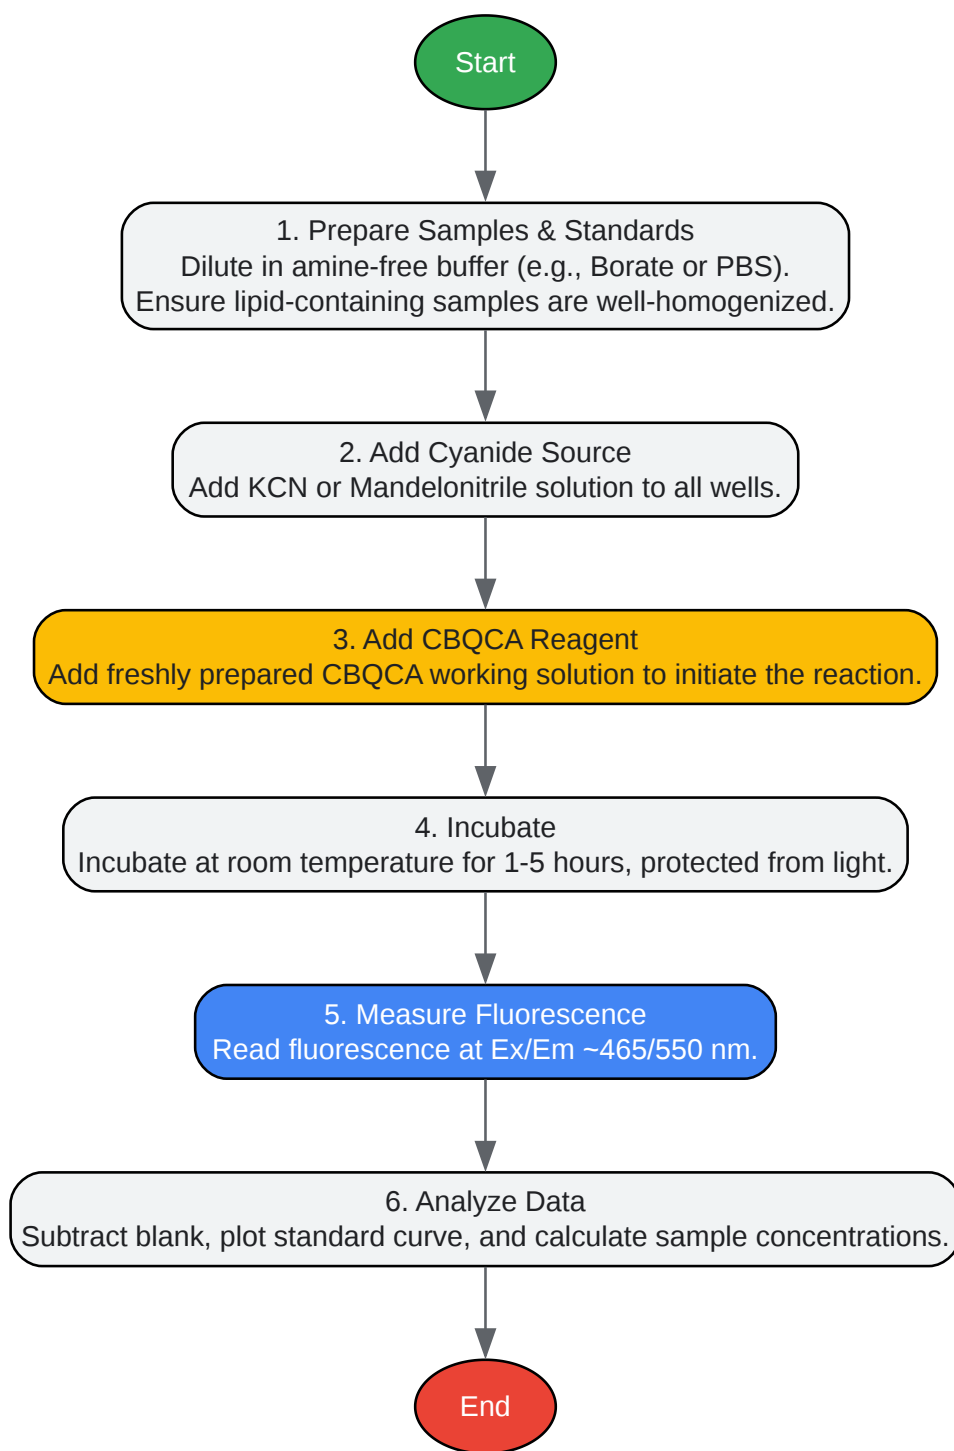 Start
1. Prepare Samples & Standards
Dilute in amine-free buffer (e.g., Borate or PBS).
Ensure lipid-containing samples are well-homogenized.
2. Add Cyanide Source
Add KCN or Mandelonitrile solution to all wells.
3. Add CBQCA Reagent
Add freshly prepared CBQCA working solution to initiate the reaction.
4. Incubate
Incubate at room temperature for 1-5 hours, protected from light.
5. Measure Fluorescence
Read fluorescence at Ex/Em ~465/550 nm.
6. Analyze Data
Subtract blank, plot standard curve, and calculate sample concentrations.
End